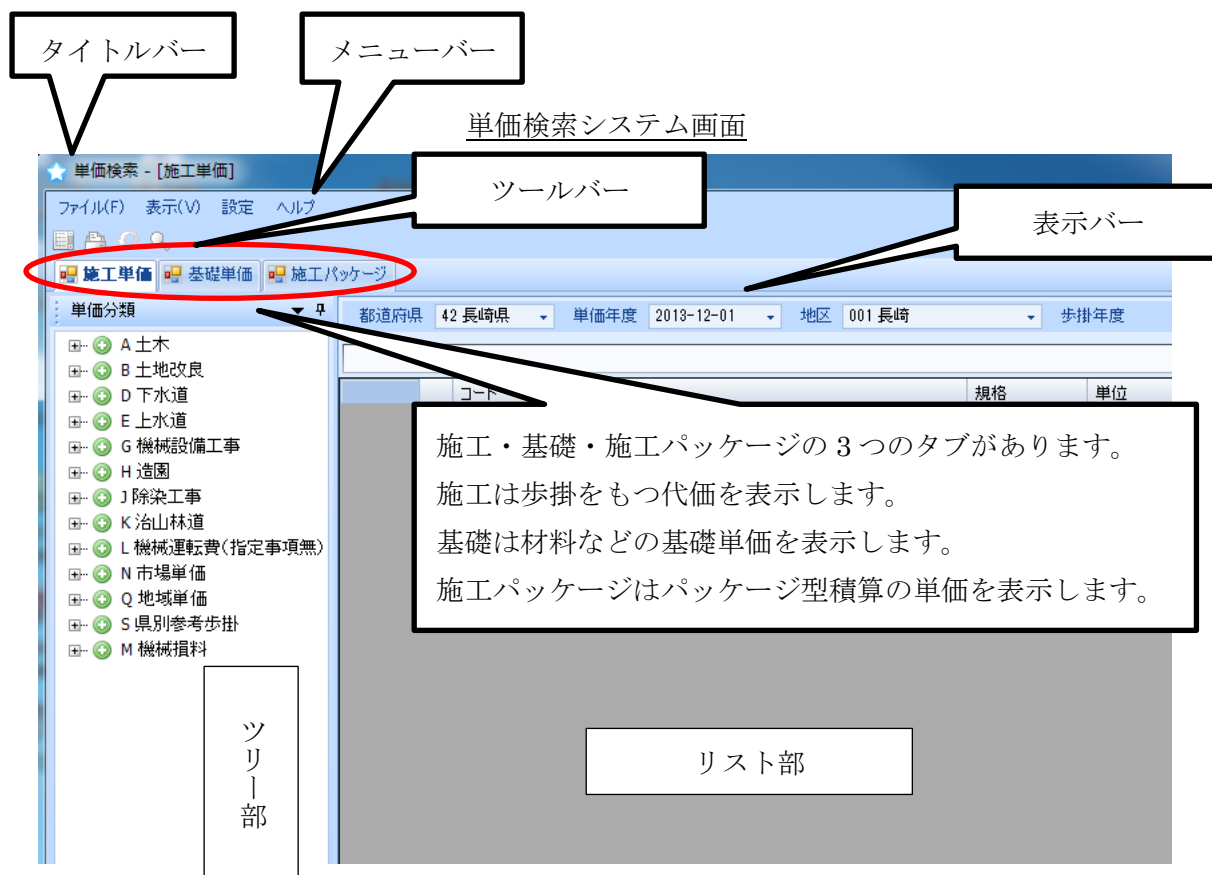 タイトルバー
メニューバー
単価検索システム画面
単価検索 - [施工単価]
ツールバー
ファイル(F) 表示(V) 設定 ヘルプ
表示バー
施工単価 基礎単価 施工パッケージ
単価分類
都道府県 42 長崎県 単価年度 2013-12-01 地区 001 長崎 歩掛年度
A 土木
B 土地改良
D 下水道
E 上水道
G 機械設備工事
H 造園
J 除染工事
K 治山林道
L 機械運転費(指定事項無)
N 市場単価
Q 地域単価
S 県別参考歩掛
M 機械損料
コード 規格 単位
施工・基礎・施工パッケージの3つのタブがあります。
施工は歩掛をもつ代価を表示します。
基礎は材料などの基礎単価を表示します。
施工パッケージはパッケージ型積算の単価を表示します。
ツリー部
リスト部